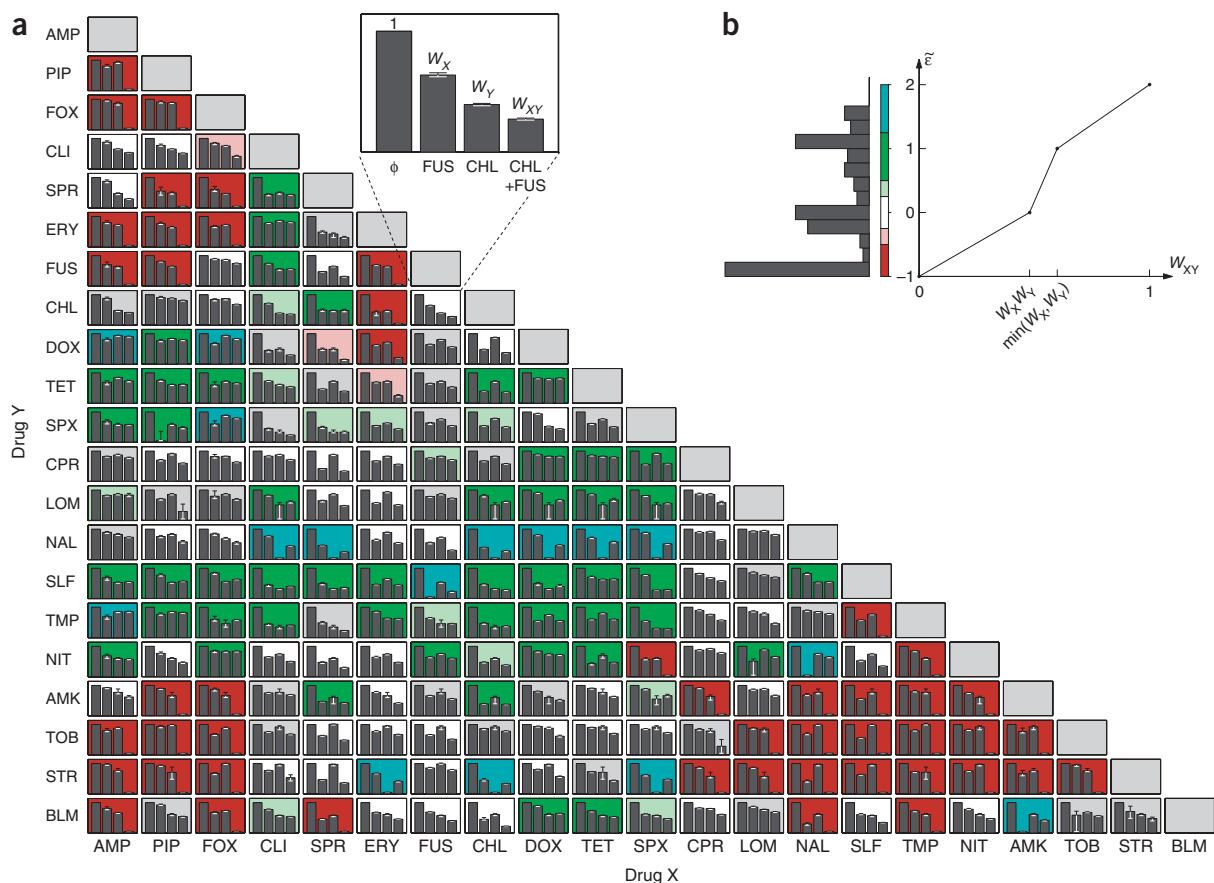 a
b
1
W_X
W_Y
W_XY
ϕ FUS CHL CHL
+FUS
AMP
PIP
FOX
CLI
SPR
ERY
FUS
CHL
DOX
TET
SPX
CPR
LOM
NAL
SLF
TMP
NIT
AMK
TOB
STR
BLM
Drug Y
AMP PIP FOX CLI SPR ERY FUS CHL DOX TET SPX CPR LOM NAL SLF TMP NIT AMK TOB STR BLM
Drug X
ε̃
2
1
0
−1
0
W_XW_Y
min(W_X, W_Y)
1
W_XY